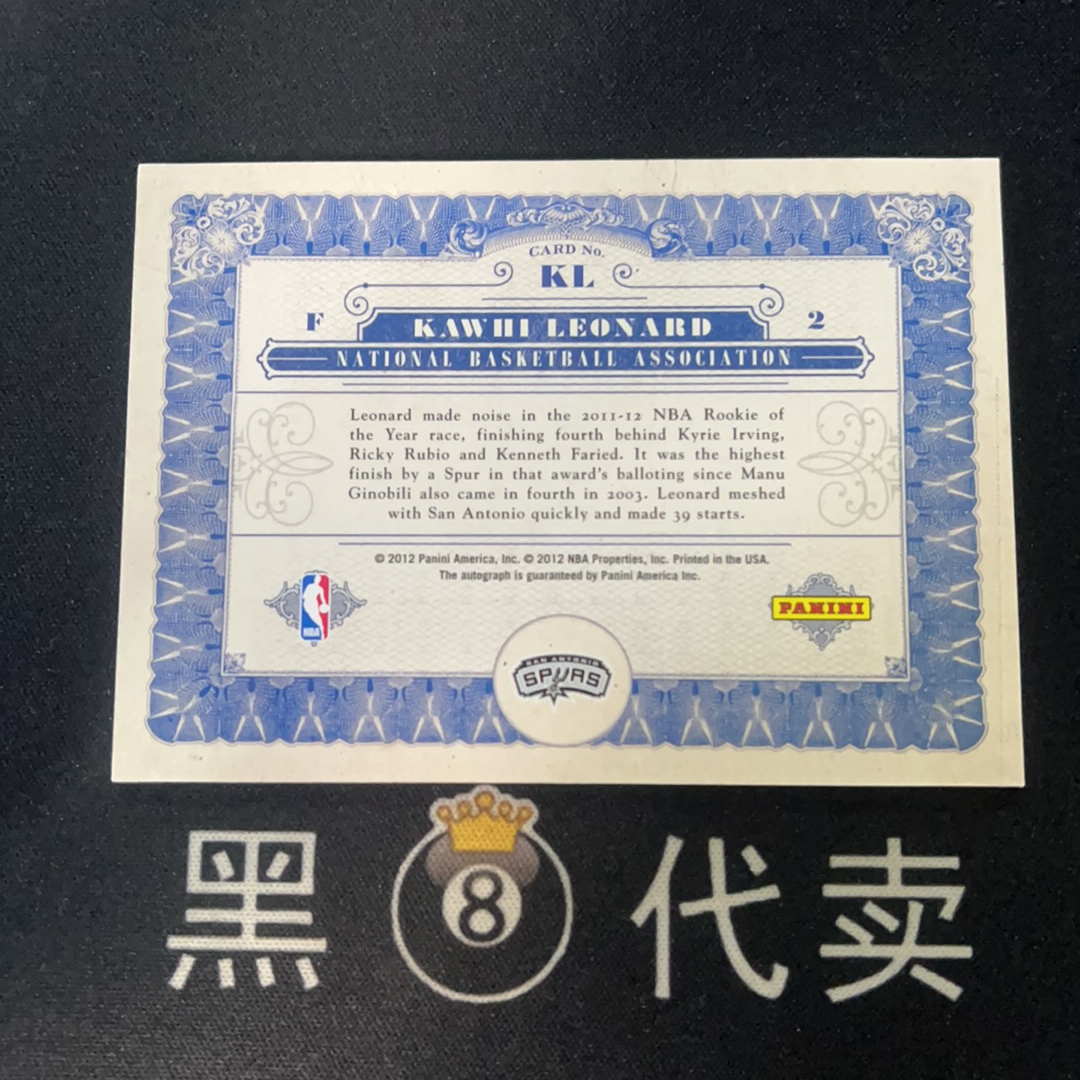 CARD No.
KL
F KAWHI LEONARD 2
NATIONAL BASKETBALL ASSOCIATION
Leonard made noise in the 2011-12 NBA Rookie of
the Year race, finishing fourth behind Kyrie Irving,
Ricky Rubio and Kenneth Faried. It was the highest
finish by a Spur in that award's balloting since Manu
Ginobili also came in fourth in 2003. Leonard meshed
with San Antonio quickly and made 39 starts.
© 2012 Panini America, Inc. © 2012 NBA Properties, Inc. Printed in the USA.
The autograph is guaranteed by Panini America Inc.
NBA
PANINI
SAN ANTONIO
SPURS
黑8代卖